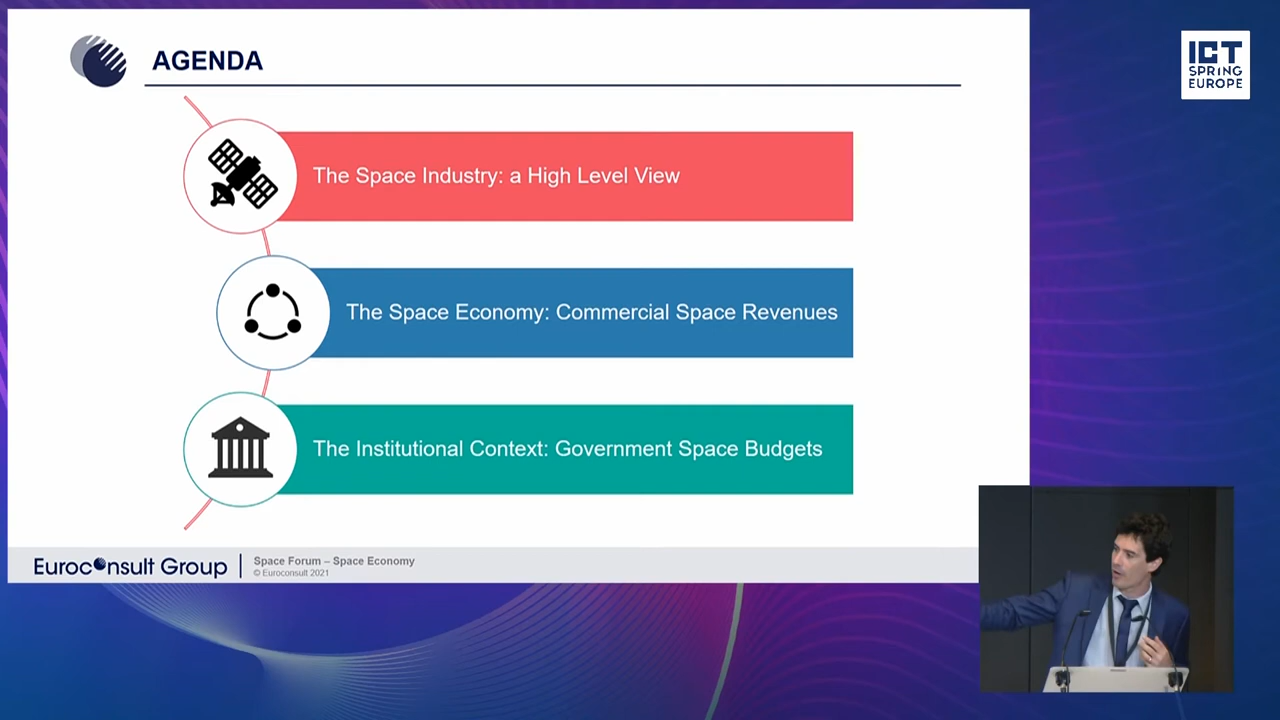 AGENDA
ICT
SPRING
EUROPE
The Space Industry: a High Level View
The Space Economy: Commercial Space Revenues
The Institutional Context: Government Space Budgets
Euroconsult Group
Space Forum – Space Economy
© Euroconsult 2021